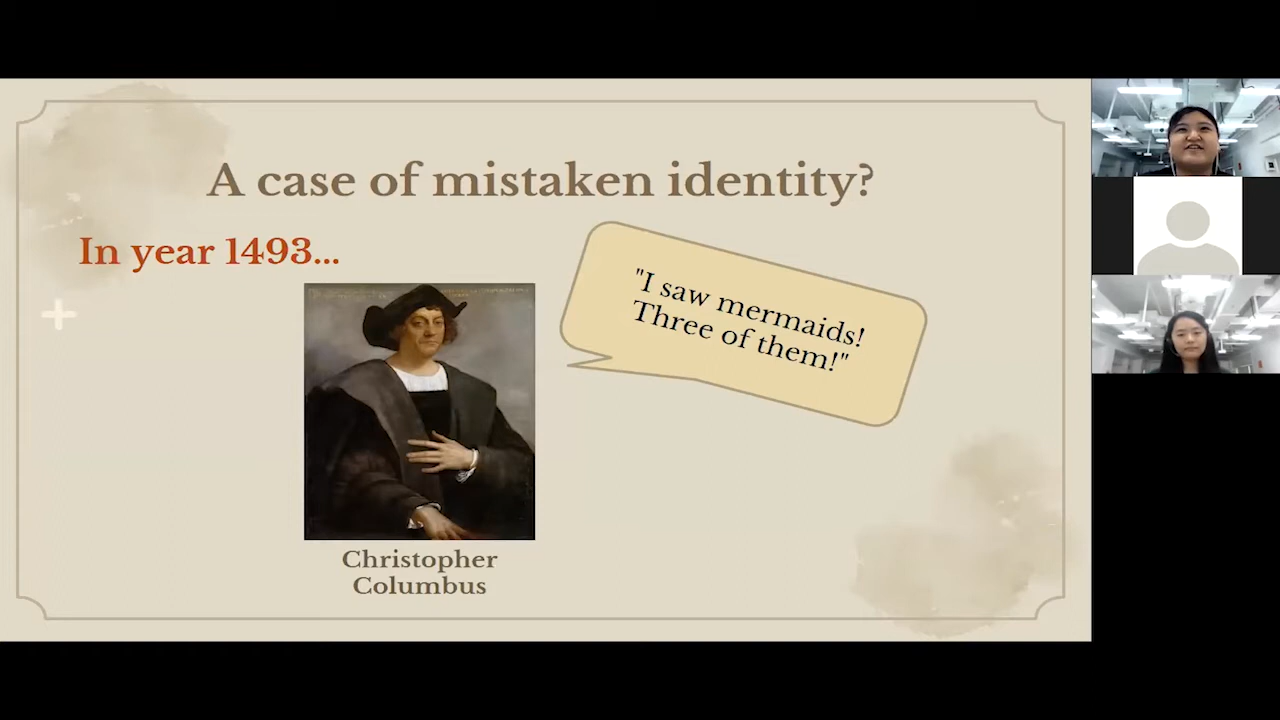 A case of mistaken identity?
In year 1493...
"I saw mermaids!
Three of them!"
Christopher
Columbus